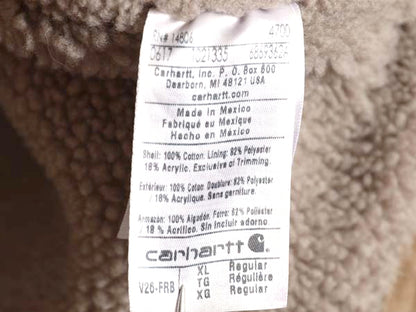 RN# 14806 4700
0617 1021335
Carhartt, Inc. P. O. Box 600
Dearborn, MI 48121 USA
carhartt.com
Made in Mexico
Fabriqué au Mexique
Hecho en México
Shell: 100% Cotton. Lining: 82% Polyester
18% Acrylic. Exclusive of Trimming.
Extérieur: 100% Coton. Doublure: 82% Polyester
/ 18% Acrylique. Sans garniture.
Armazon: 100% Algodón. Forro: 82% Poliéster
/ 18% Acrílico. Sin incluir adorno
carhartt
XL Regular
V26-FRB TG Régulière
XG Regular